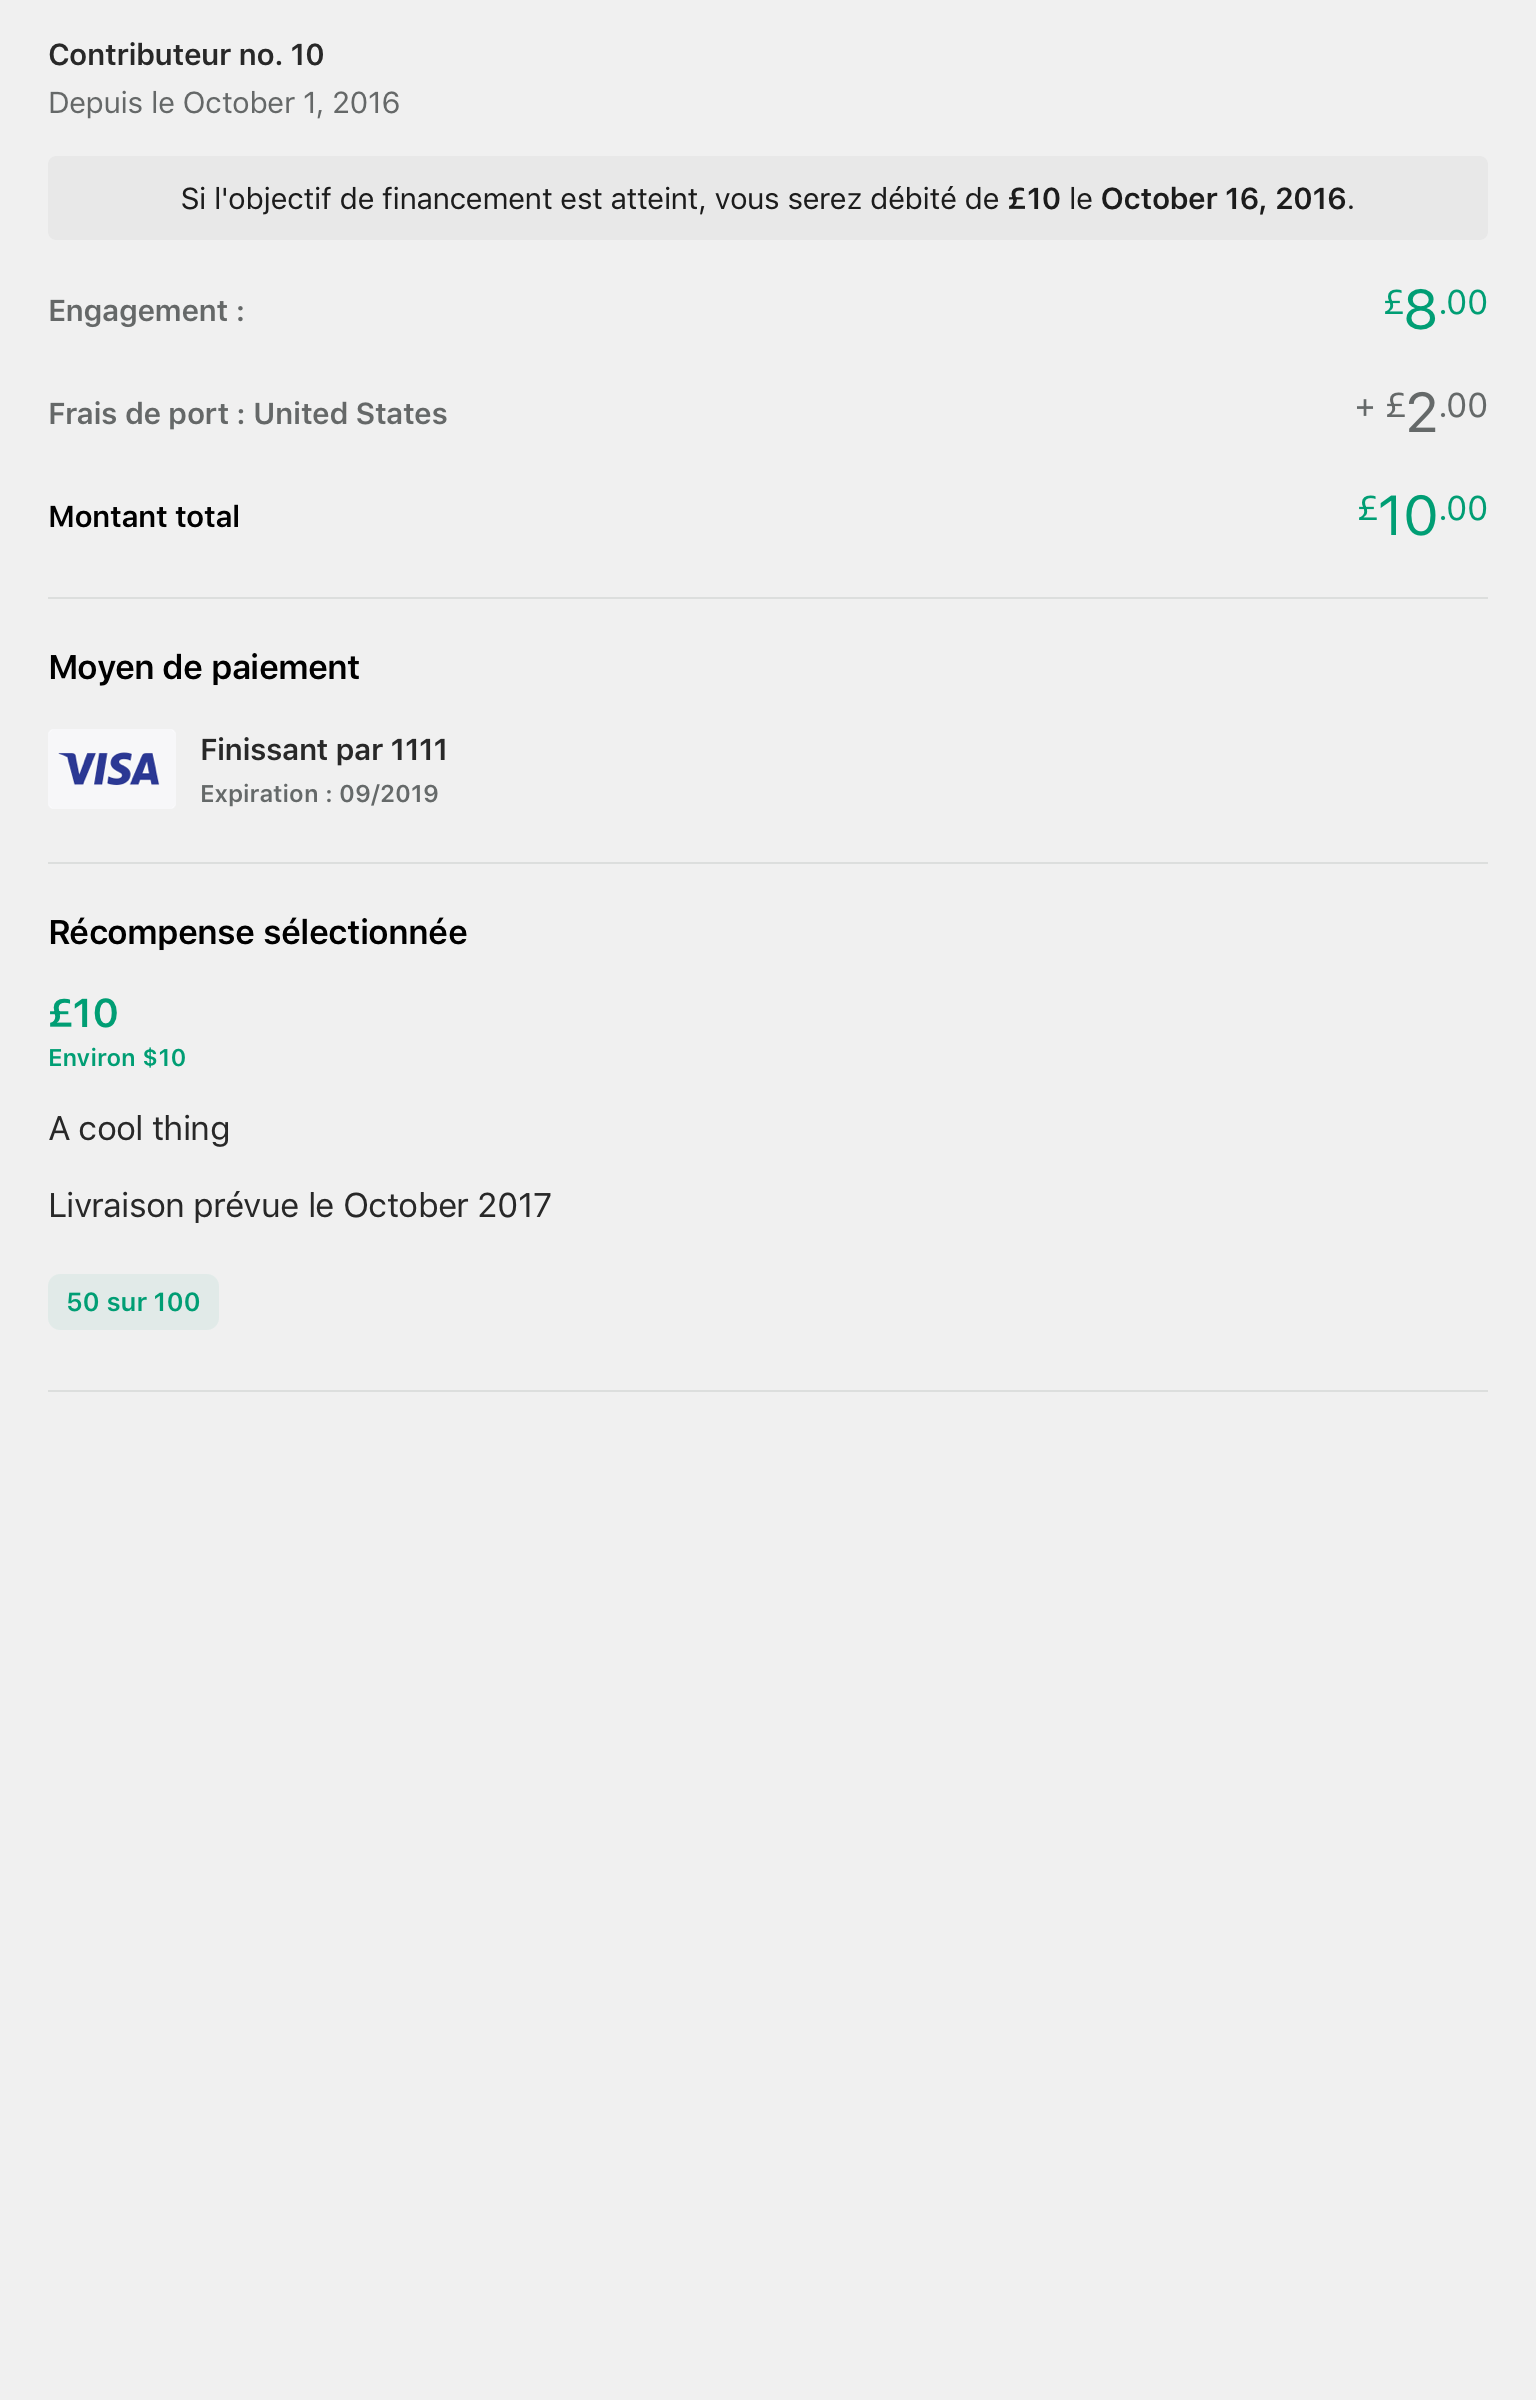 Contributeur no. 10
Depuis le October 1, 2016
Si l'objectif de financement est atteint, vous serez débité de £10 le October 16, 2016.
Engagement : £8.00
Frais de port : United States + £2.00
Montant total £10.00
Moyen de paiement
VISA Finissant par 1111
Expiration : 09/2019
Récompense sélectionnée
£10
Environ $10
A cool thing
Livraison prévue le October 2017
50 sur 100